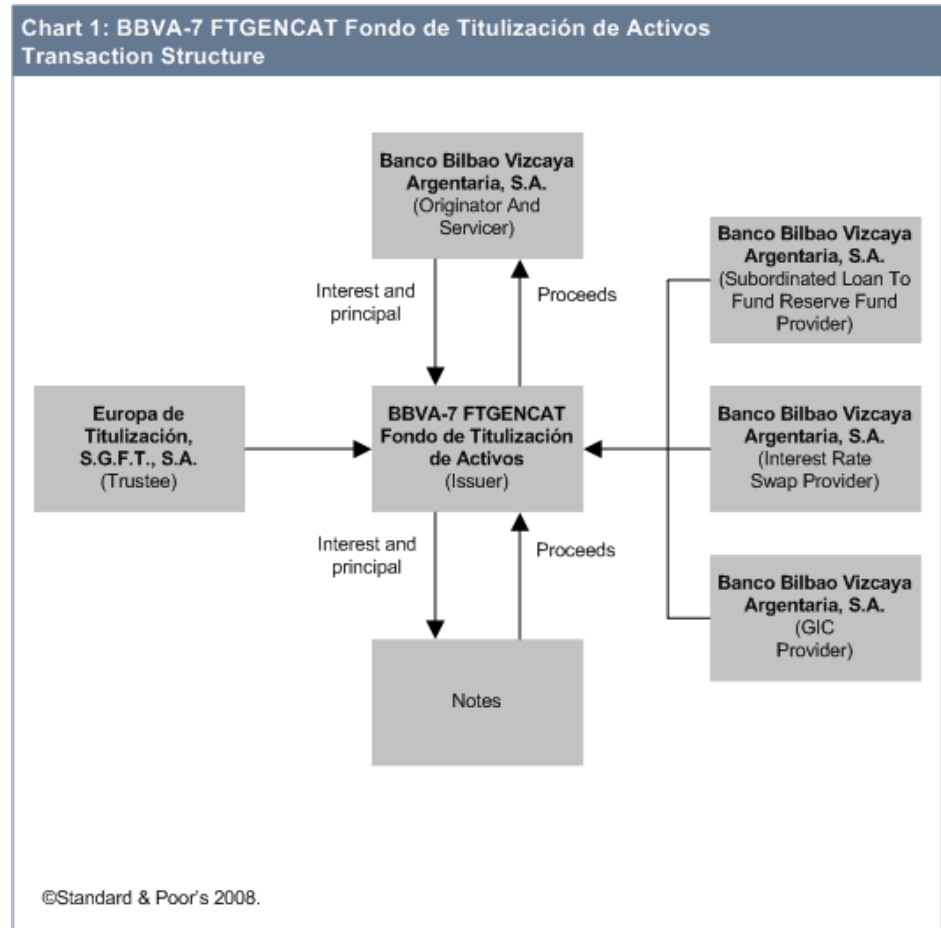 Chart 1: BBVA-7 FTGENCAT Fondo de Titulización de Activos
Transaction Structure
Banco Bilbao Vizcaya
Argentaria, S.A.
(Originator And
Servicer)
Interest and
principal
Proceeds
Banco Bilbao Vizcaya
Argentaria, S.A.
(Subordinated Loan To
Fund Reserve Fund
Provider)
Europa de
Titulización,
S.G.F.T., S.A.
(Trustee)
BBVA-7 FTGENCAT
Fondo de Titulización
de Activos
(Issuer)
Banco Bilbao Vizcaya
Argentaria, S.A.
(Interest Rate
Swap Provider)
Interest and
principal
Proceeds
Banco Bilbao Vizcaya
Argentaria, S.A.
(GIC
Provider)
Notes
©Standard & Poor's 2008.